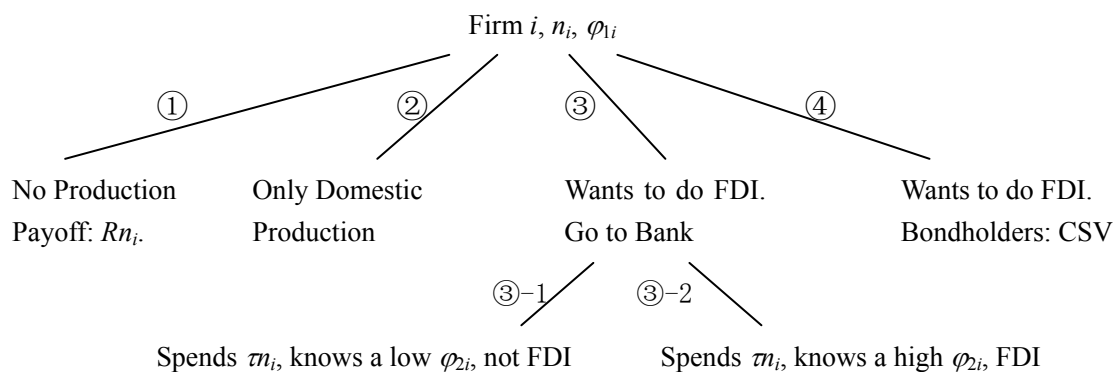 Firm i, nᵢ, φ₁ᵢ
① ② ③ ④
No Production Only Domestic Wants to do FDI. Wants to do FDI.
Payoff: Rnᵢ. Production Go to Bank Bondholders: CSV
③-1 ③-2
Spends τnᵢ, knows a low φ₂ᵢ, not FDI Spends τnᵢ, knows a high φ₂ᵢ, FDI